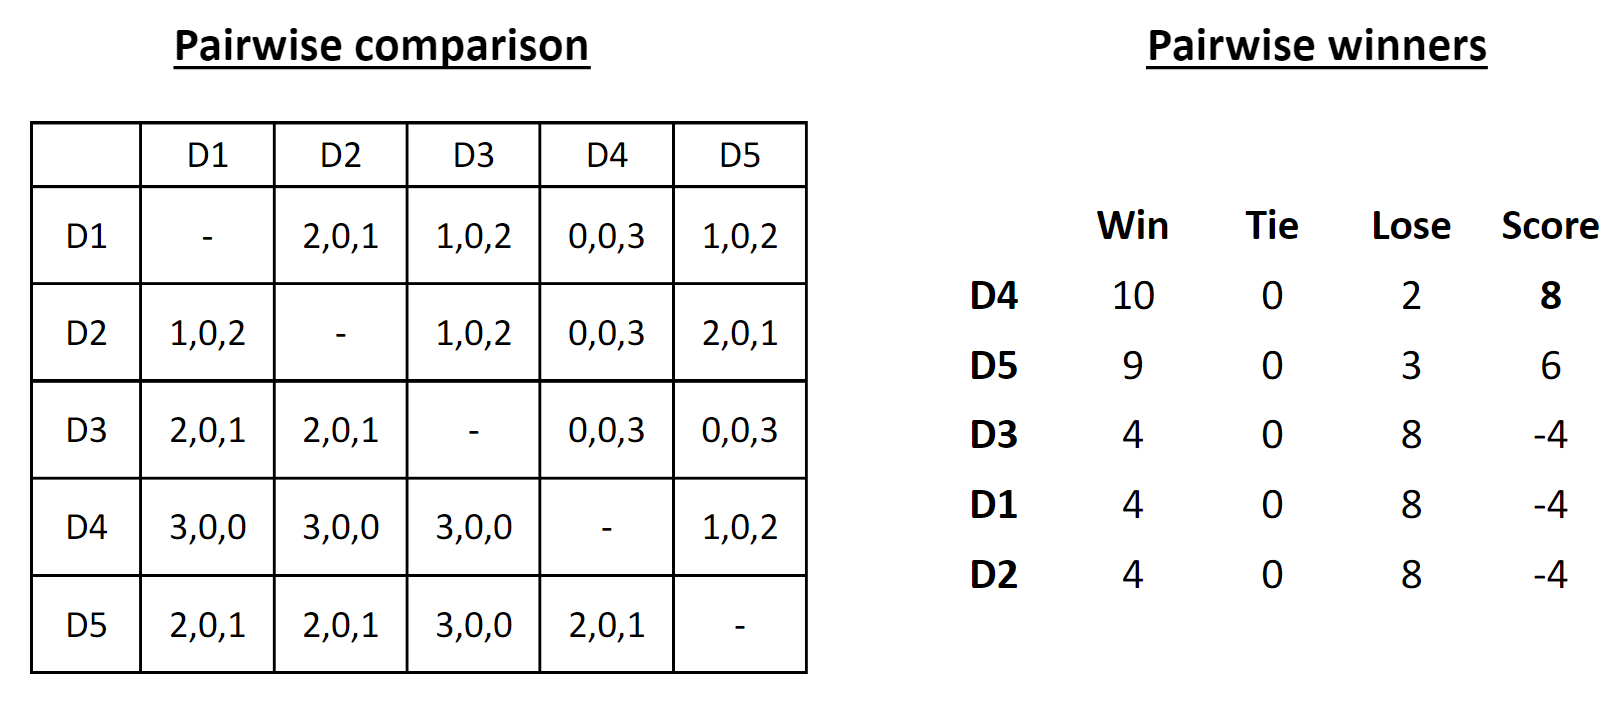 Pairwise comparison
D1 D2 D3 D4 D5
D1 - 2,0,1 1,0,2 0,0,3 1,0,2
D2 1,0,2 - 1,0,2 0,0,3 2,0,1
D3 2,0,1 2,0,1 - 0,0,3 0,0,3
D4 3,0,0 3,0,0 3,0,0 - 1,0,2
D5 2,0,1 2,0,1 3,0,0 2,0,1 -
Pairwise winners
Win Tie Lose Score
D4 10 0 2 8
D5 9 0 3 6
D3 4 0 8 -4
D1 4 0 8 -4
D2 4 0 8 -4